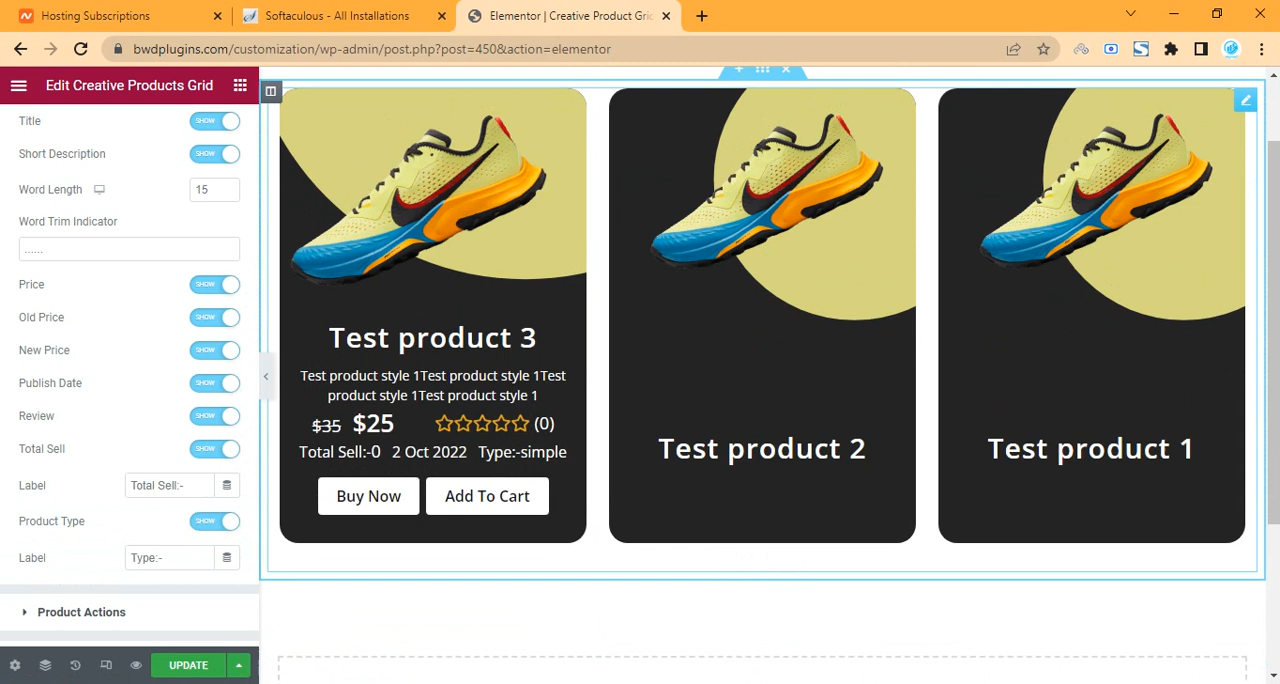 Hosting Subscriptions
Softaculous - All Installations
Elementor | Creative Product Gri
bwdplugins.com/customization/wp-admin/post.php?post=450&action=elementor
Edit Creative Products Grid
Title SHOW
Short Description SHOW
Word Length 15
Word Trim Indicator
......
Price SHOW
Old Price SHOW
New Price SHOW
Publish Date SHOW
Review SHOW
Total Sell SHOW
Label Total Sell:-
Product Type SHOW
Label Type:-
Product Actions
UPDATE
Test product 3
Test product style 1Test product style 1Test
product style 1Test product style 1
$35 $25 (0)
Total Sell:-0 2 Oct 2022 Type:-simple
Buy Now Add To Cart
Test product 2
Test product 1